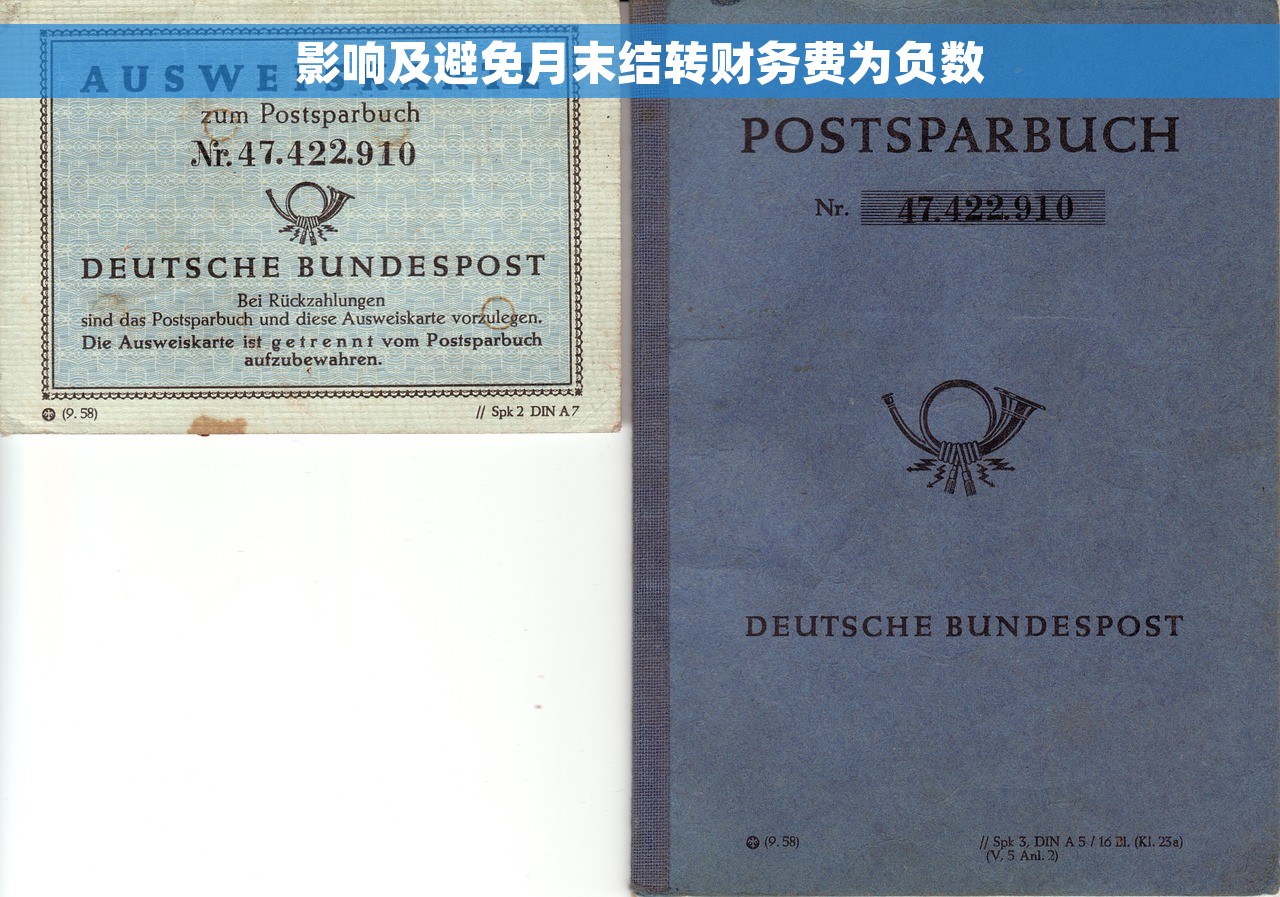 影响及避免月末结转财务费为负数
AUSWEISKARTE
zum Postsparbuch
Nr. 47.422.910
DEUTSCHE BUNDESPOST
Bei Rückzahlungen
sind das Postsparbuch und diese Ausweiskarte vorzulegen.
Die Ausweiskarte ist getrennt vom Postsparbuch
aufzubewahren.
(9.58)
// Spk 2 DIN A 7
POSTSPARBUCH
Nr. 47.422.910
DEUTSCHE BUNDESPOST
(9.58)
// Spk 3, DIN A 5 / 16 Bl. (Kl. 23a)
(V, 5 Anl. 2)